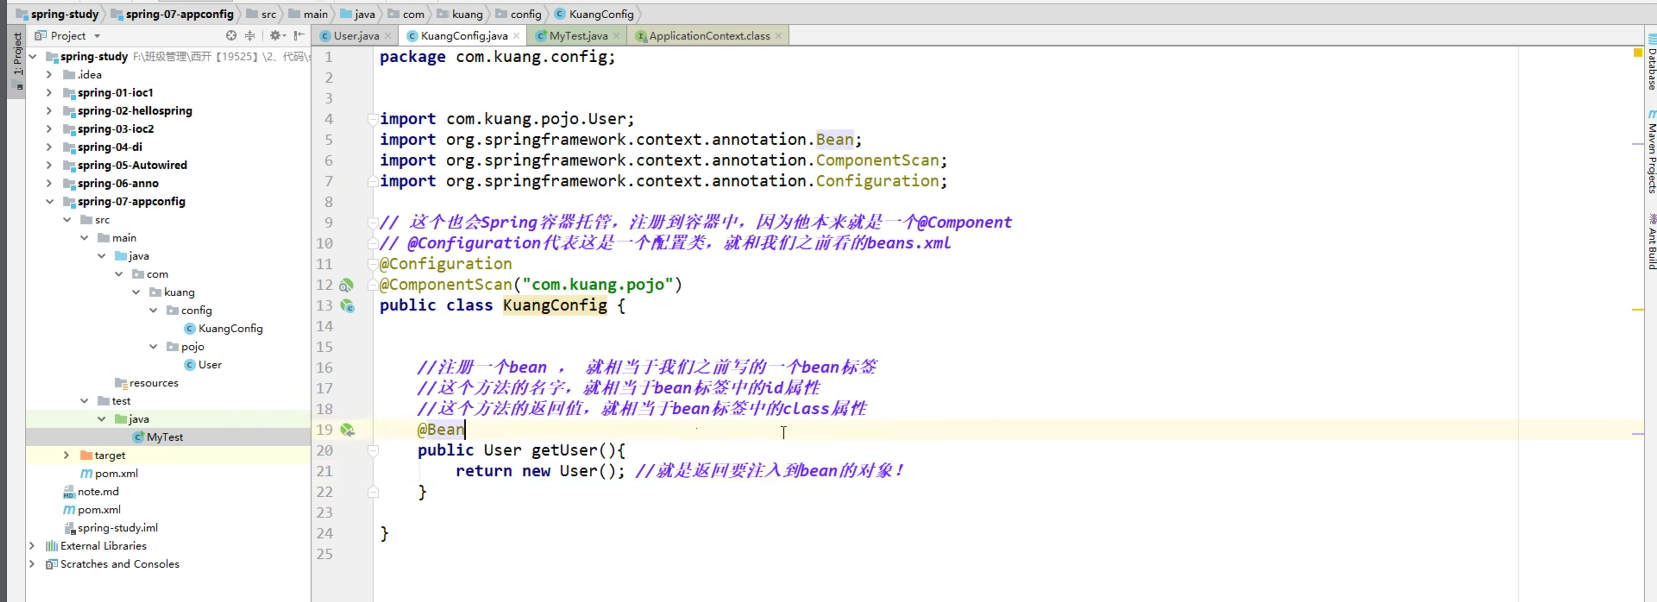 spring-study spring-07-appconfig src main java com kuang config KuangConfig
Project
User.java KuangConfig.java MyTest.java ApplicationContext.class
1: Project
spring-study F:\班级管理\西开【19525】\2、代码\s
.idea
spring-01-ioc1
spring-02-hellospring
spring-03-ioc2
spring-04-di
spring-05-Autowired
spring-06-anno
spring-07-appconfig
src
main
java
com
kuang
config
KuangConfig
pojo
User
resources
test
java
MyTest
target
pom.xml
note.md
pom.xml
spring-study.iml
External Libraries
Scratches and Consoles
1 package com.kuang.config;
2
3
4 import com.kuang.pojo.User;
5 import org.springframework.context.annotation.Bean;
6 import org.springframework.context.annotation.ComponentScan;
7 import org.springframework.context.annotation.Configuration;
8
9 // 这个也会Spring容器托管，注册到容器中，因为他本来就是一个@Component
10 // @Configuration代表这是一个配置类，就和我们之前看的beans.xml
11 @Configuration
12 @ComponentScan("com.kuang.pojo")
13 public class KuangConfig {
14
15
16 //注册一个bean ， 就相当于我们之前写的一个bean标签
17 //这个方法的名字，就相当于bean标签中的id属性
18 //这个方法的返回值，就相当于bean标签中的class属性
19 @Bean
20 public User getUser(){
21 return new User(); //就是返回要注入到bean的对象！
22 }
23
24 }
25
Database
Maven Projects
Ant Build